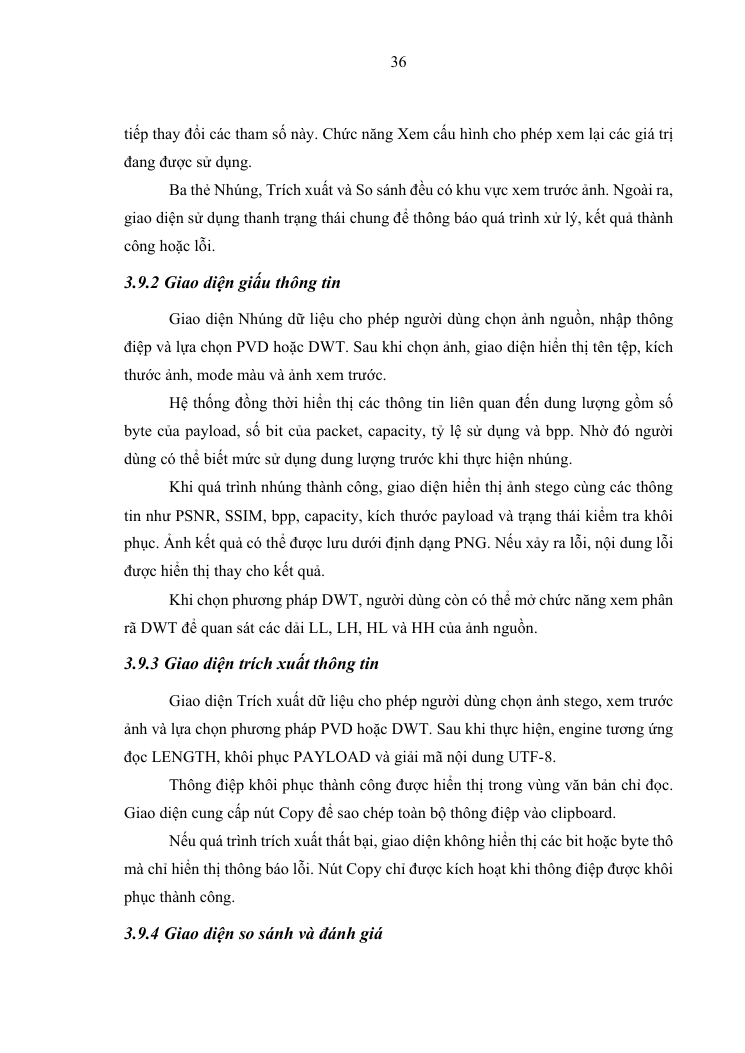 36
tiếp thay đổi các tham số này. Chức năng Xem cấu hình cho phép xem lại các giá trị
đang được sử dụng.
Ba thẻ Nhúng, Trích xuất và So sánh đều có khu vực xem trước ảnh. Ngoài ra,
giao diện sử dụng thanh trạng thái chung để thông báo quá trình xử lý, kết quả thành
công hoặc lỗi.
3.9.2 Giao diện giấu thông tin
Giao diện Nhúng dữ liệu cho phép người dùng chọn ảnh nguồn, nhập thông
điệp và lựa chọn PVD hoặc DWT. Sau khi chọn ảnh, giao diện hiển thị tên tệp, kích
thước ảnh, mode màu và ảnh xem trước.
Hệ thống đồng thời hiển thị các thông tin liên quan đến dung lượng gồm số
byte của payload, số bit của packet, capacity, tỷ lệ sử dụng và bpp. Nhờ đó người
dùng có thể biết mức sử dụng dung lượng trước khi thực hiện nhúng.
Khi quá trình nhúng thành công, giao diện hiển thị ảnh stego cùng các thông
tin như PSNR, SSIM, bpp, capacity, kích thước payload và trạng thái kiểm tra khôi
phục. Ảnh kết quả có thể được lưu dưới định dạng PNG. Nếu xảy ra lỗi, nội dung lỗi
được hiển thị thay cho kết quả.
Khi chọn phương pháp DWT, người dùng còn có thể mở chức năng xem phân
rã DWT để quan sát các dải LL, LH, HL và HH của ảnh nguồn.
3.9.3 Giao diện trích xuất thông tin
Giao diện Trích xuất dữ liệu cho phép người dùng chọn ảnh stego, xem trước
ảnh và lựa chọn phương pháp PVD hoặc DWT. Sau khi thực hiện, engine tương ứng
đọc LENGTH, khôi phục PAYLOAD và giải mã nội dung UTF-8.
Thông điệp khôi phục thành công được hiển thị trong vùng văn bản chỉ đọc.
Giao diện cung cấp nút Copy để sao chép toàn bộ thông điệp vào clipboard.
Nếu quá trình trích xuất thất bại, giao diện không hiển thị các bit hoặc byte thô
mà chỉ hiển thị thông báo lỗi. Nút Copy chỉ được kích hoạt khi thông điệp được khôi
phục thành công.
3.9.4 Giao diện so sánh và đánh giá